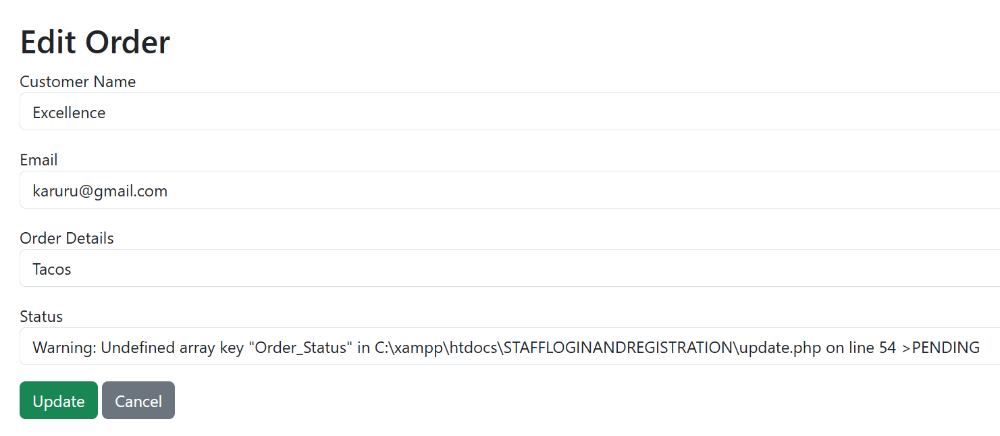 Edit Order
Customer Name
Excellence
Email
karuru@gmail.com
Order Details
Tacos
Status
Warning: Undefined array key "Order_Status" in C:\xampp\htdocs\STAFFLOGINANDREGISTRATION\update.php on line 54 >PENDING
Update Cancel